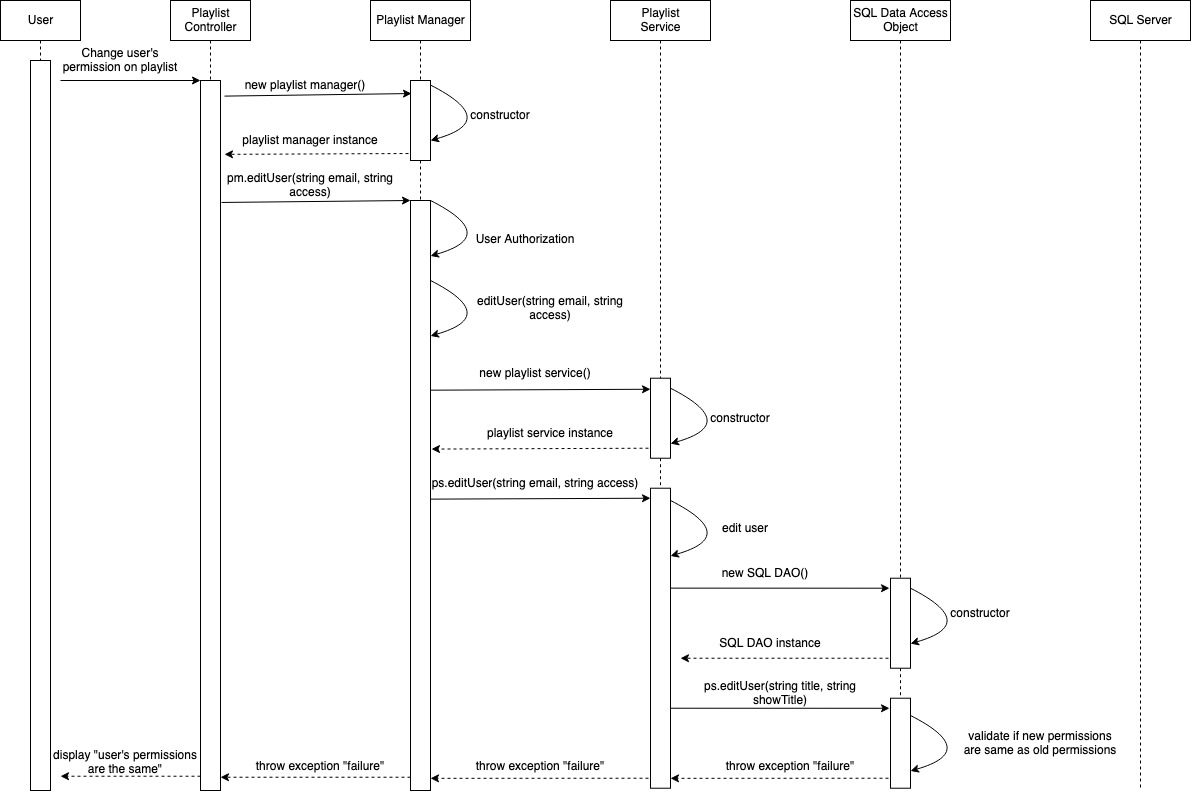 User
Playlist
Controller
Playlist Manager
Playlist
Service
SQL Data Access
Object
SQL Server
Change user's
permission on playlist
new playlist manager()
constructor
playlist manager instance
pm.editUser(string email, string
access)
User Authorization
editUser(string email, string
access)
new playlist service()
constructor
playlist service instance
ps.editUser(string email, string access)
edit user
new SQL DAO()
constructor
SQL DAO instance
ps.editUser(string title, string
showTitle)
validate if new permissions
are same as old permissions
display "user's permissions
are the same"
throw exception "failure"
throw exception "failure"
throw exception "failure"